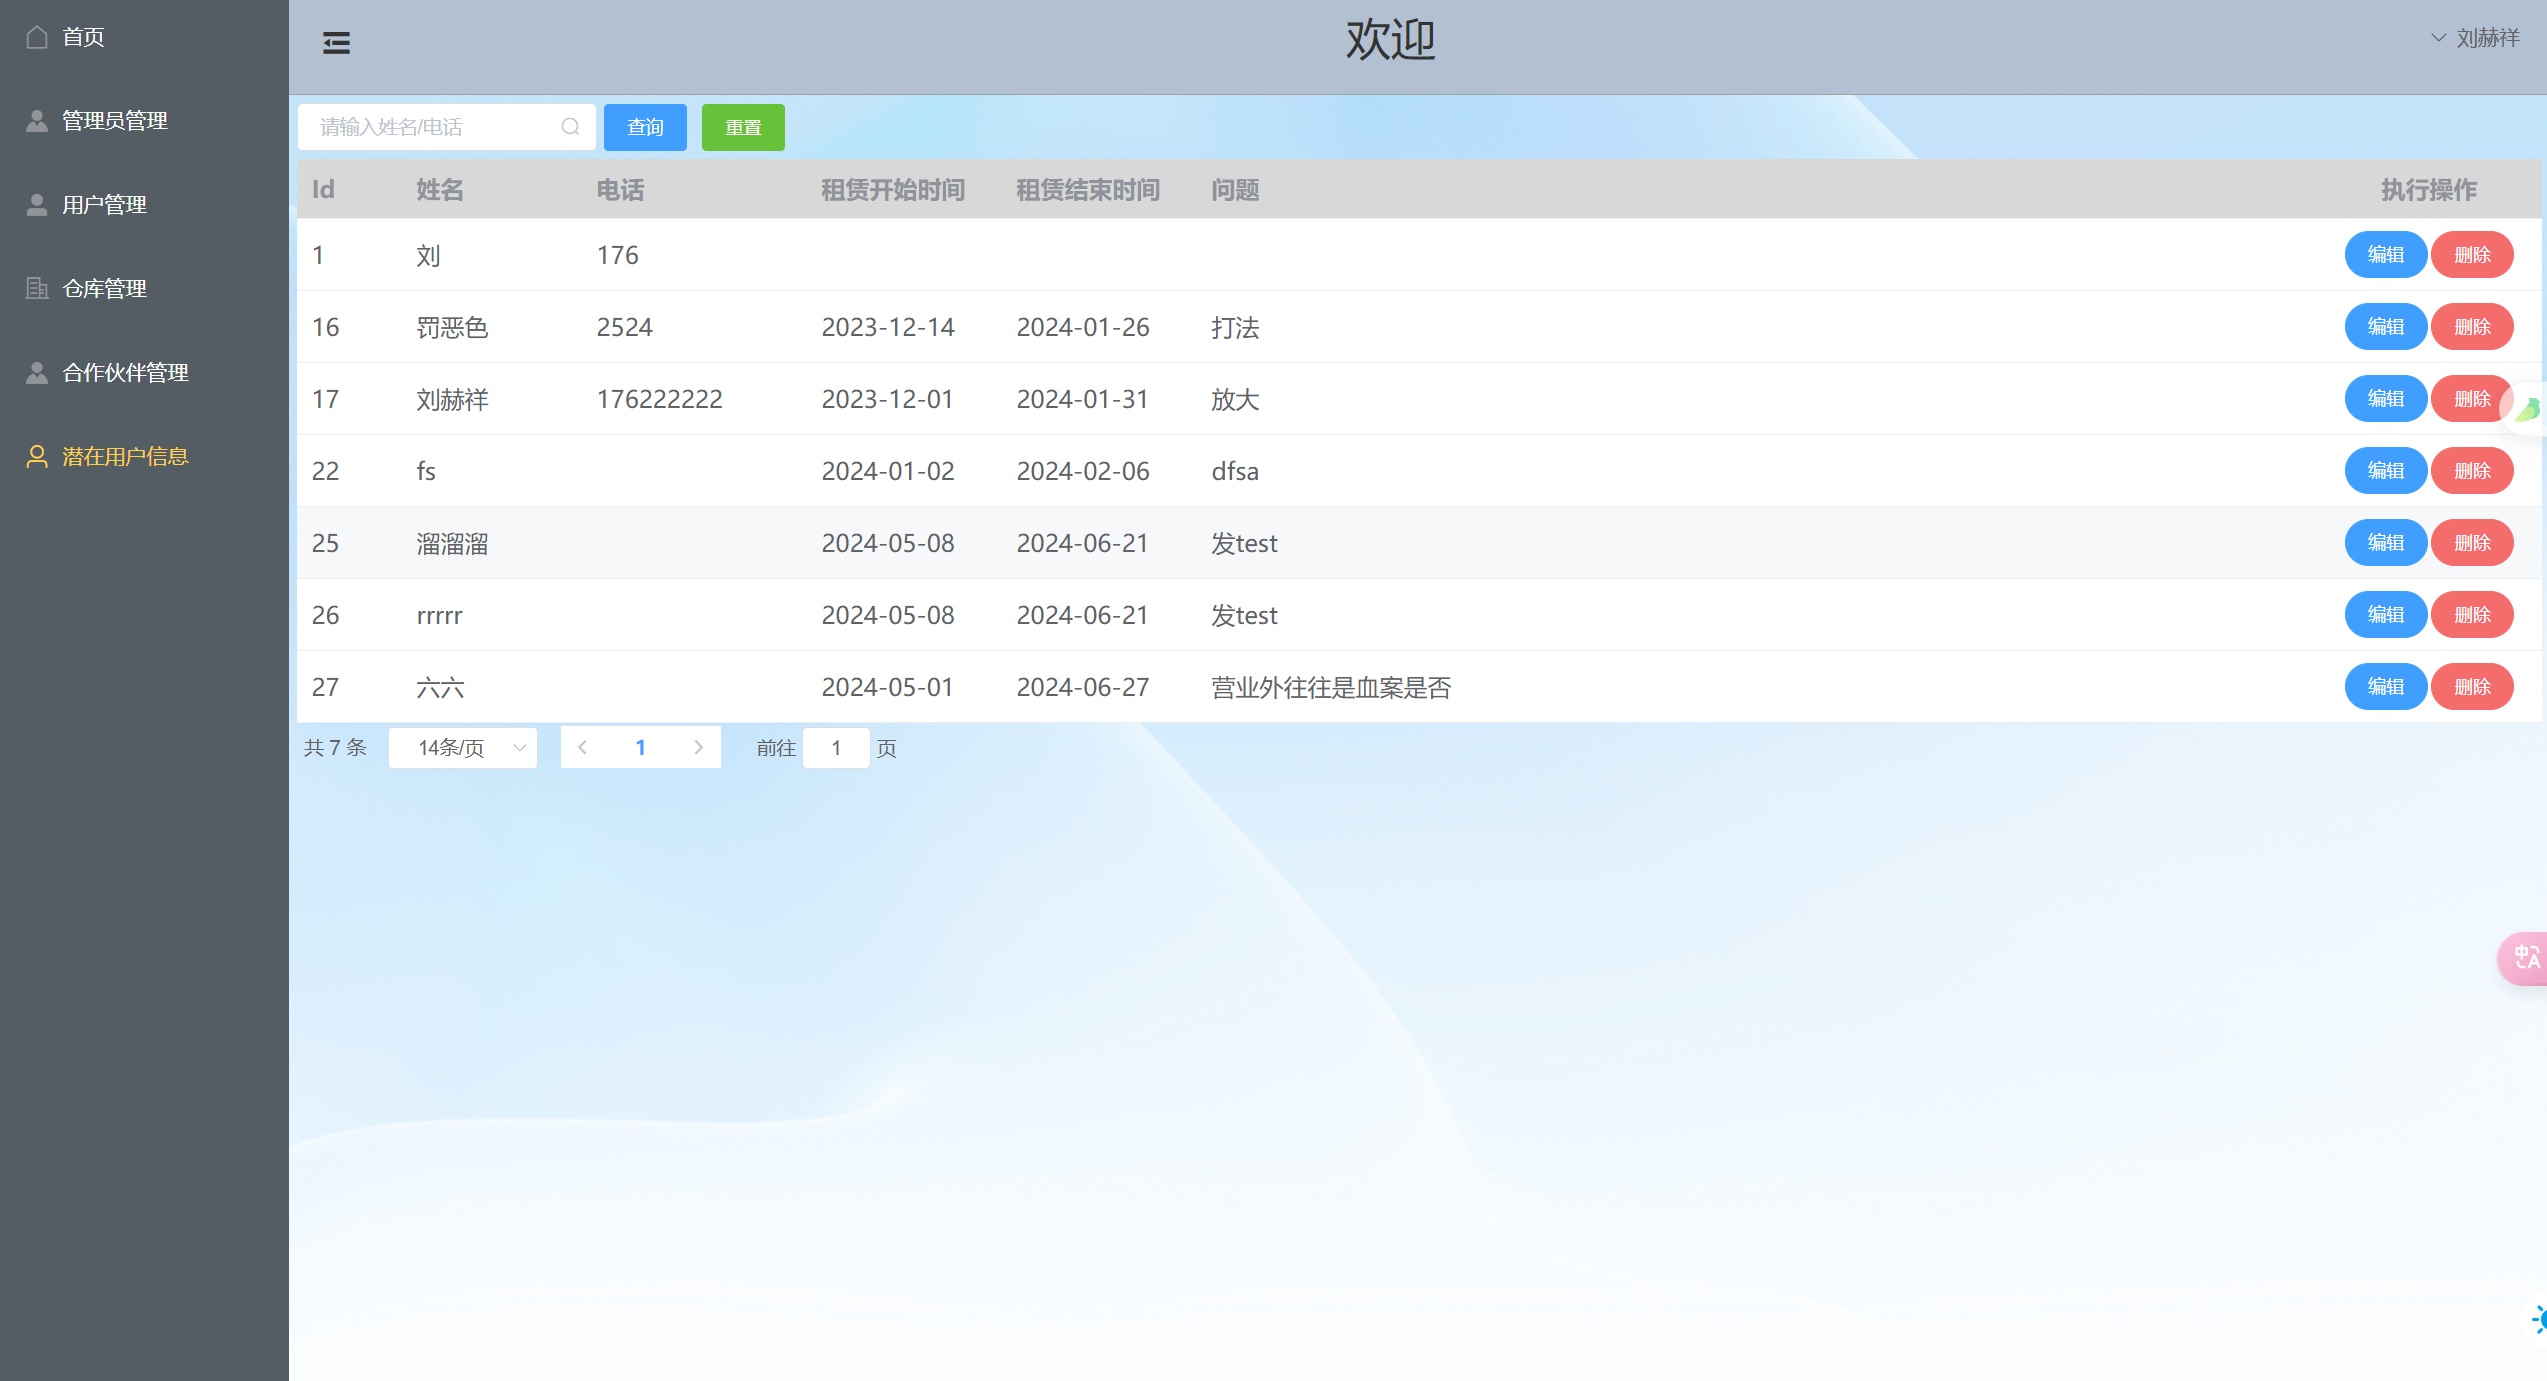 首页
管理员管理
用户管理
仓库管理
合作伙伴管理
潜在用户信息
欢迎
刘赫祥
请输入姓名/电话 查询 重置
Id 姓名 电话 租赁开始时间 租赁结束时间 问题 执行操作
1 刘 176 编辑 删除
16 罚恶色 2524 2023-12-14 2024-01-26 打法 编辑 删除
17 刘赫祥 176222222 2023-12-01 2024-01-31 放大 编辑 删除
22 fs 2024-01-02 2024-02-06 dfsa 编辑 删除
25 溜溜溜 2024-05-08 2024-06-21 发test 编辑 删除
26 rrrrr 2024-05-08 2024-06-21 发test 编辑 删除
27 六六 2024-05-01 2024-06-27 营业外往往是血案是否 编辑 删除
共 7 条 14条/页 1 前往 1 页
中A